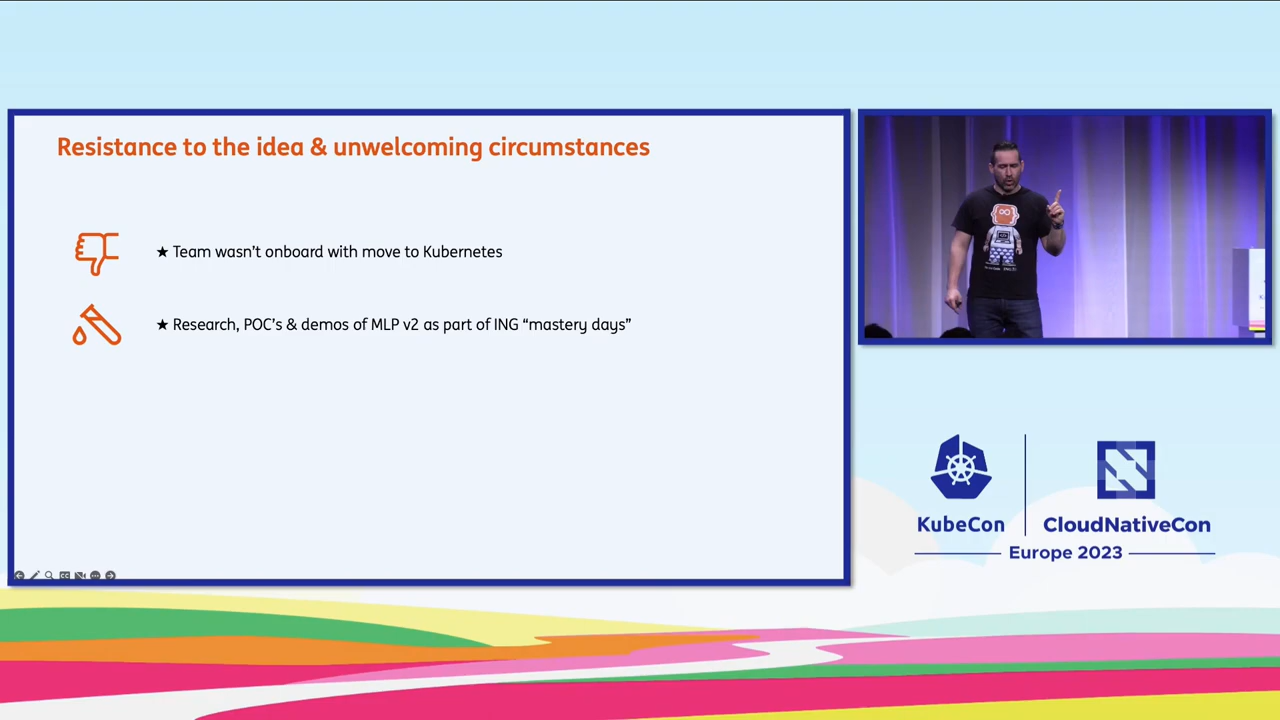 Resistance to the idea & unwelcoming circumstances
★ Team wasn’t onboard with move to Kubernetes
★ Research, POC’s & demos of MLP v2 as part of ING “mastery days”
KubeCon
CloudNativeCon
Europe 2023